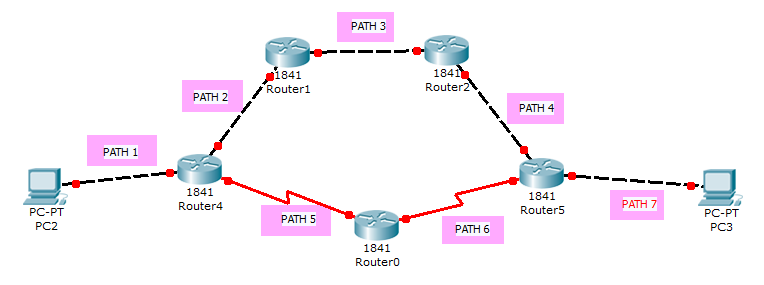 PATH 3
1841
Router1
1841
Router2
PATH 2
PATH 4
PATH 1
1841
Router4
1841
Router5
PC-PT
PC2
PATH 5
PATH 6
PATH 7
PC-PT
PC3
1841
Router0